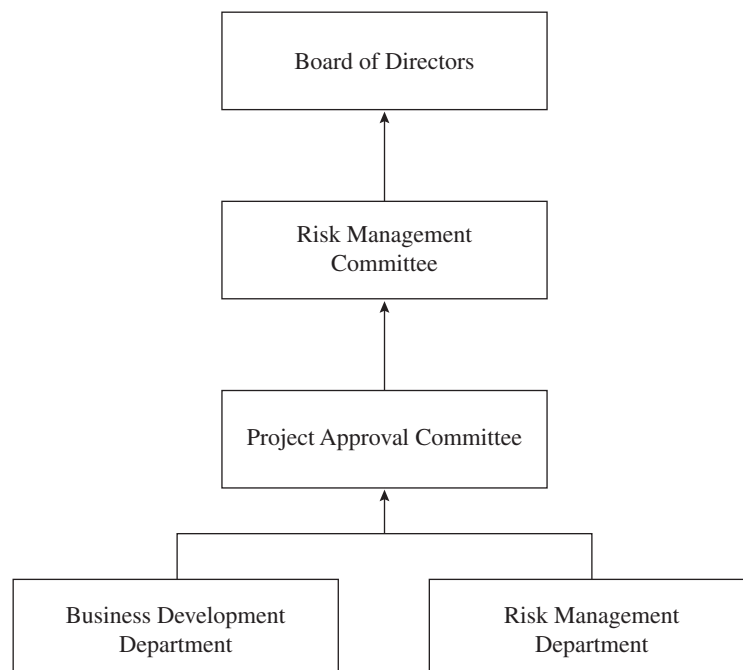 Board of Directors
Risk Management
Committee
Project Approval Committee
Business Development
Department
Risk Management
Department